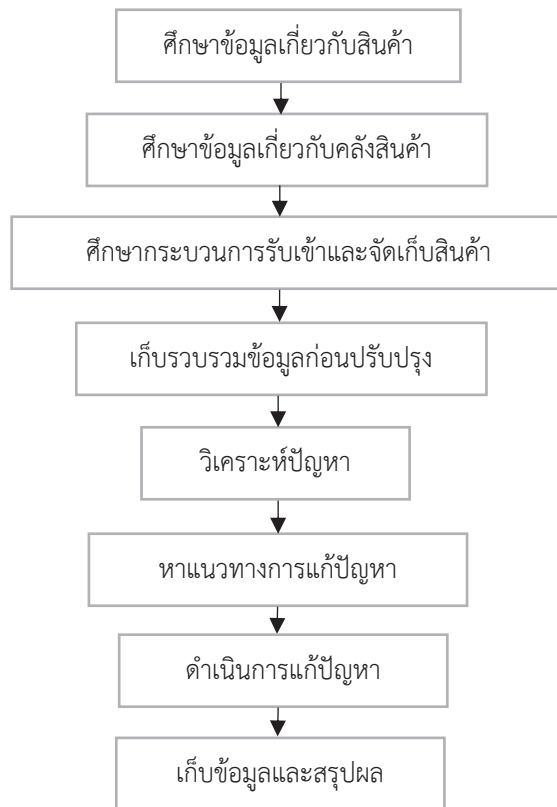 ศึกษาข้อมูลเกี่ยวกับสินค้า
ศึกษาข้อมูลเกี่ยวกับคลังสินค้า
ศึกษากระบวนการรับเข้าและจัดเก็บสินค้า
เก็บรวบรวมข้อมูลก่อนปรับปรุง
วิเคราะห์ปัญหา
หาแนวทางการแก้ปัญหา
ดำเนินการแก้ปัญหา
เก็บข้อมูลและสรุปผล